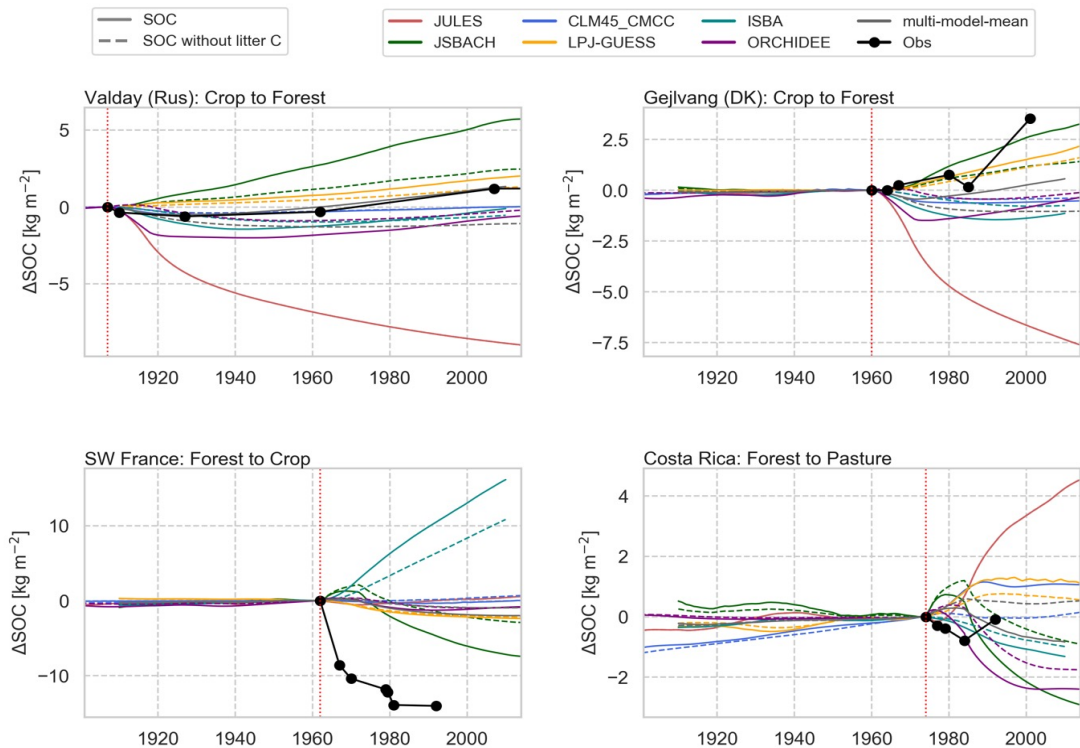 SOC
SOC without litter C
JULES
JSBACH
CLM45_CMCC
LPJ-GUESS
ISBA
ORCHIDEE
multi-model-mean
Obs
Valday (Rus): Crop to Forest
ΔSOC [kg m−2]
5
0
−5
1920 1940 1960 1980 2000
Gejlvang (DK): Crop to Forest
ΔSOC [kg m−2]
2.5
0.0
−2.5
−5.0
−7.5
1920 1940 1960 1980 2000
SW France: Forest to Crop
ΔSOC [kg m−2]
10
0
−10
1920 1940 1960 1980 2000
Costa Rica: Forest to Pasture
ΔSOC [kg m−2]
4
2
0
−2
1920 1940 1960 1980 2000